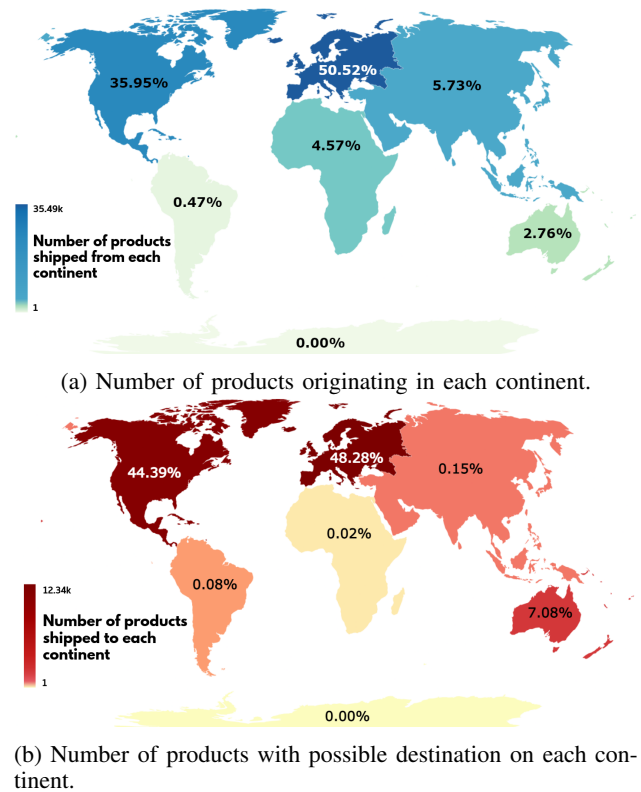 35.95%
50.52%
5.73%
4.57%
0.47%
2.76%
35.49k
Number of products
shipped from each
continent
1
0.00%
(a) Number of products originating in each continent.
44.39%
48.28%
0.15%
0.02%
0.08%
7.08%
12.34k
Number of products
shipped to each
continent
1
0.00%
(b) Number of products with possible destination on each con-
tinent.